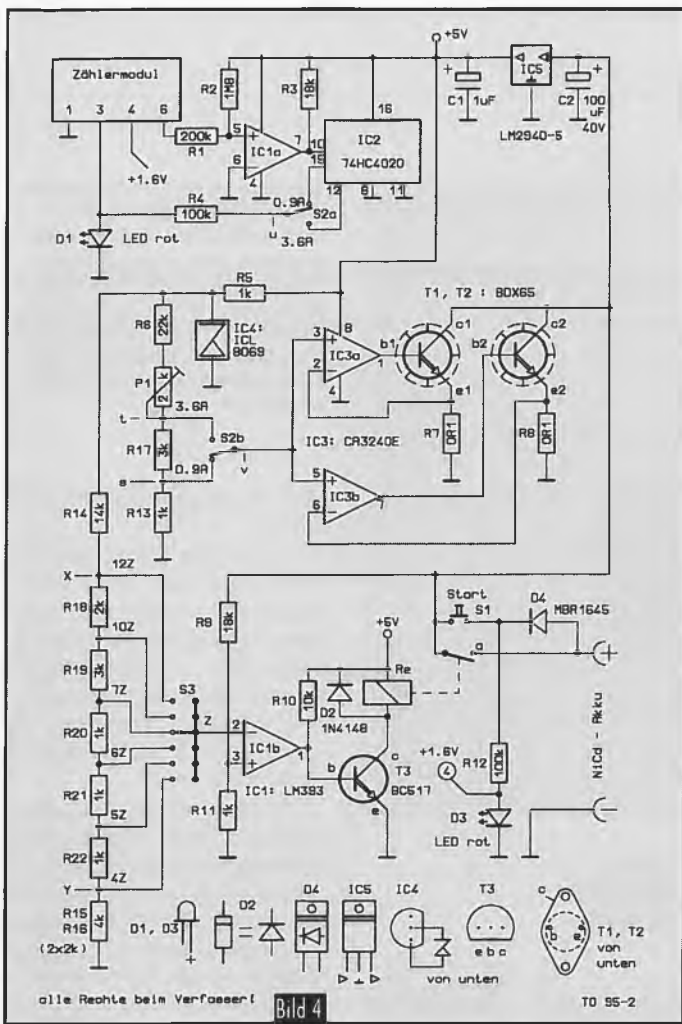 +5V
Zählermodul
1 3 4 6
R2
1M8
R3
18k
IC5
C1 1uF
C2 100 uF 40V
LM2940-5
200k
R1
+1.6V
5
6
7
4
IC1a
16
10
IC2
74HC4020
12 8 11
R4
100k
0.9A
S2a
u
3.6A
D1
LED rot
R5
1k
T1, T2 : BDX65
R6
22k
IC4:
ICL
8069
P1
3.6A
t
S2b
R17
3k
0.9A
s
v
R13
1k
3
2
8
1
4
IC3a
b1
c1
e1
b2
c2
e2
IC3: CA3240E
R7
0R1
R8
0R1
5
6
7
IC3b
R14
14k
X
12Z
R18
2k
10Z
R19
3k
7Z
S3
Z
R20
1k
6Z
R21
1k
5Z
R22
1k
4Z
Y
R15
R16
4k
(2x2k)
R9
18k
2
3
1
IC1b
IC1: LM393
R11
1k
R10
10k
+5V
D2
1N4148
Re
b
c
e
T3
BC517
Start
S1
D4
MBR1645
a
+1.6V
4
R12
100k
D3
LED rot
NiCd - Akku
D1, D3
+
D2
D4
IC5
IC4
von unten
T3
e b c
c
b
e
T1, T2
von
unten
alle Rechte beim Verfasser!
Bild 4
TO 95-2